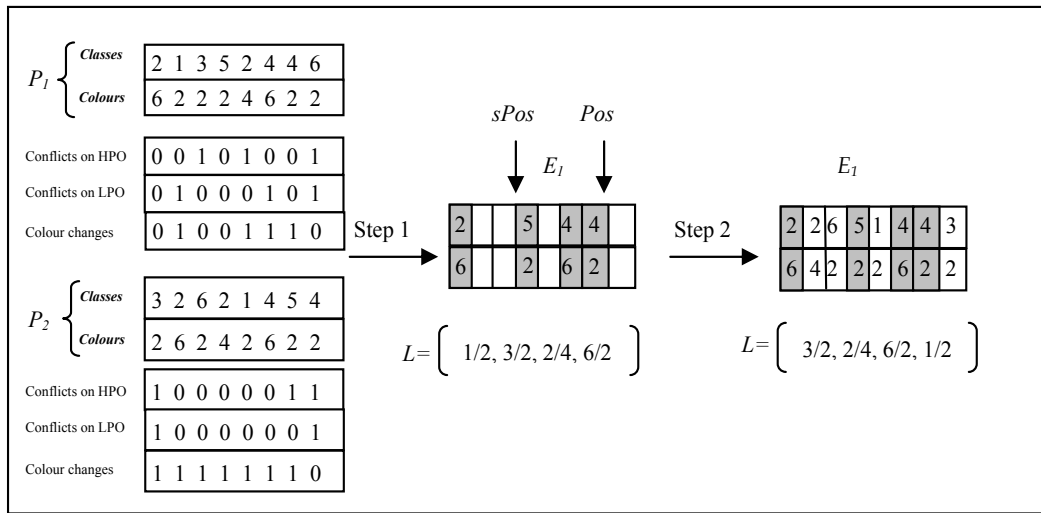 P1
Classes
2 1 3 5 2 4 4 6
Colours
6 2 2 2 4 6 2 2
Conflicts on HPO
0 0 1 0 1 0 0 1
Conflicts on LPO
0 1 0 0 0 1 0 1
Colour changes
0 1 0 0 1 1 1 0
P2
Classes
3 2 6 2 1 4 5 4
Colours
2 6 2 4 2 6 2 2
Conflicts on HPO
1 0 0 0 0 0 1 1
Conflicts on LPO
1 0 0 0 0 0 0 1
Colour changes
1 1 1 1 1 1 1 0
Step 1
sPos Pos
E1
2 5 4 4
6 2 6 2
L= 1/2, 3/2, 2/4, 6/2
Step 2
E1
2 2 6 5 1 4 4 3
6 4 2 2 2 6 2 2
L= 3/2, 2/4, 6/2, 1/2